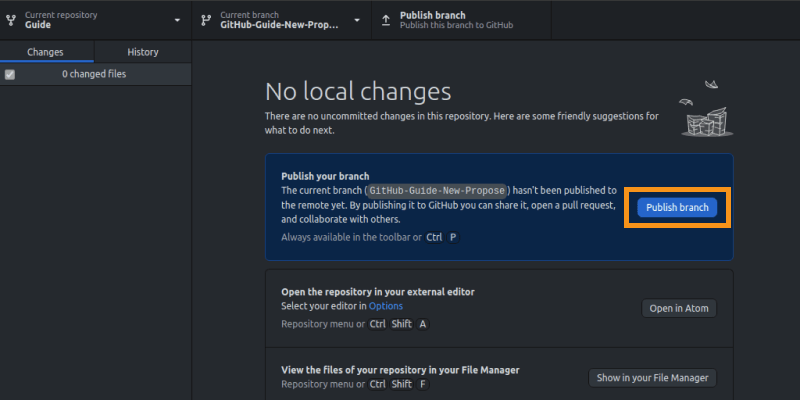 Current repository
Guide
Current branch
GitHub-Guide-New-Prop...
Publish branch
Publish this branch to GitHub
Changes
History
0 changed files
No local changes
There are no uncommitted changes in this repository. Here are some friendly suggestions for
what to do next.
Publish your branch
The current branch (GitHub-Guide-New-Propose) hasn't been published to
the remote yet. By publishing it to GitHub you can share it, open a pull request,
and collaborate with others.
Always available in the toolbar or Ctrl P
Publish branch
Open the repository in your external editor
Select your editor in Options
Repository menu or Ctrl Shift A
Open in Atom
View the files of your repository in your File Manager
Repository menu or Ctrl Shift F
Show in your File Manager